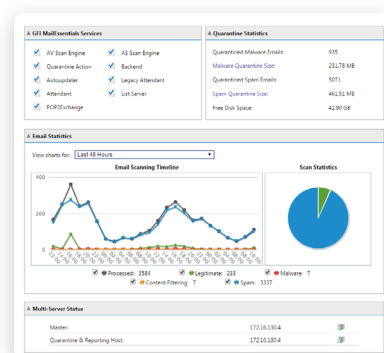 GFI MailEssentials Services
AV Scan Engine
AS Scan Engine
Quarantine Action
Backend
Autoupdater
Legacy Attendant
Attendant
List Server
POP2Exchange
Quarantine Statistics
Quarantined Malware Emails: 935
Malware Quarantine Size: 231.78 MB
Quarantined Spam Emails: 5071
Spam Quarantine Size: 461.51 MB
Free Disk Space: 42.90 GB
Email Statistics
View charts for: Last 48 Hours
Email Scanning Timeline
Scan Statistics
400
200
0
Processed: 3584
Legitimate: 233
Malware: 7
Content Filtering: 7
Spam: 3337
Multi-Server Status
Master: 172.16.130.4
Quarantine & Reporting Host: 172.16.130.4